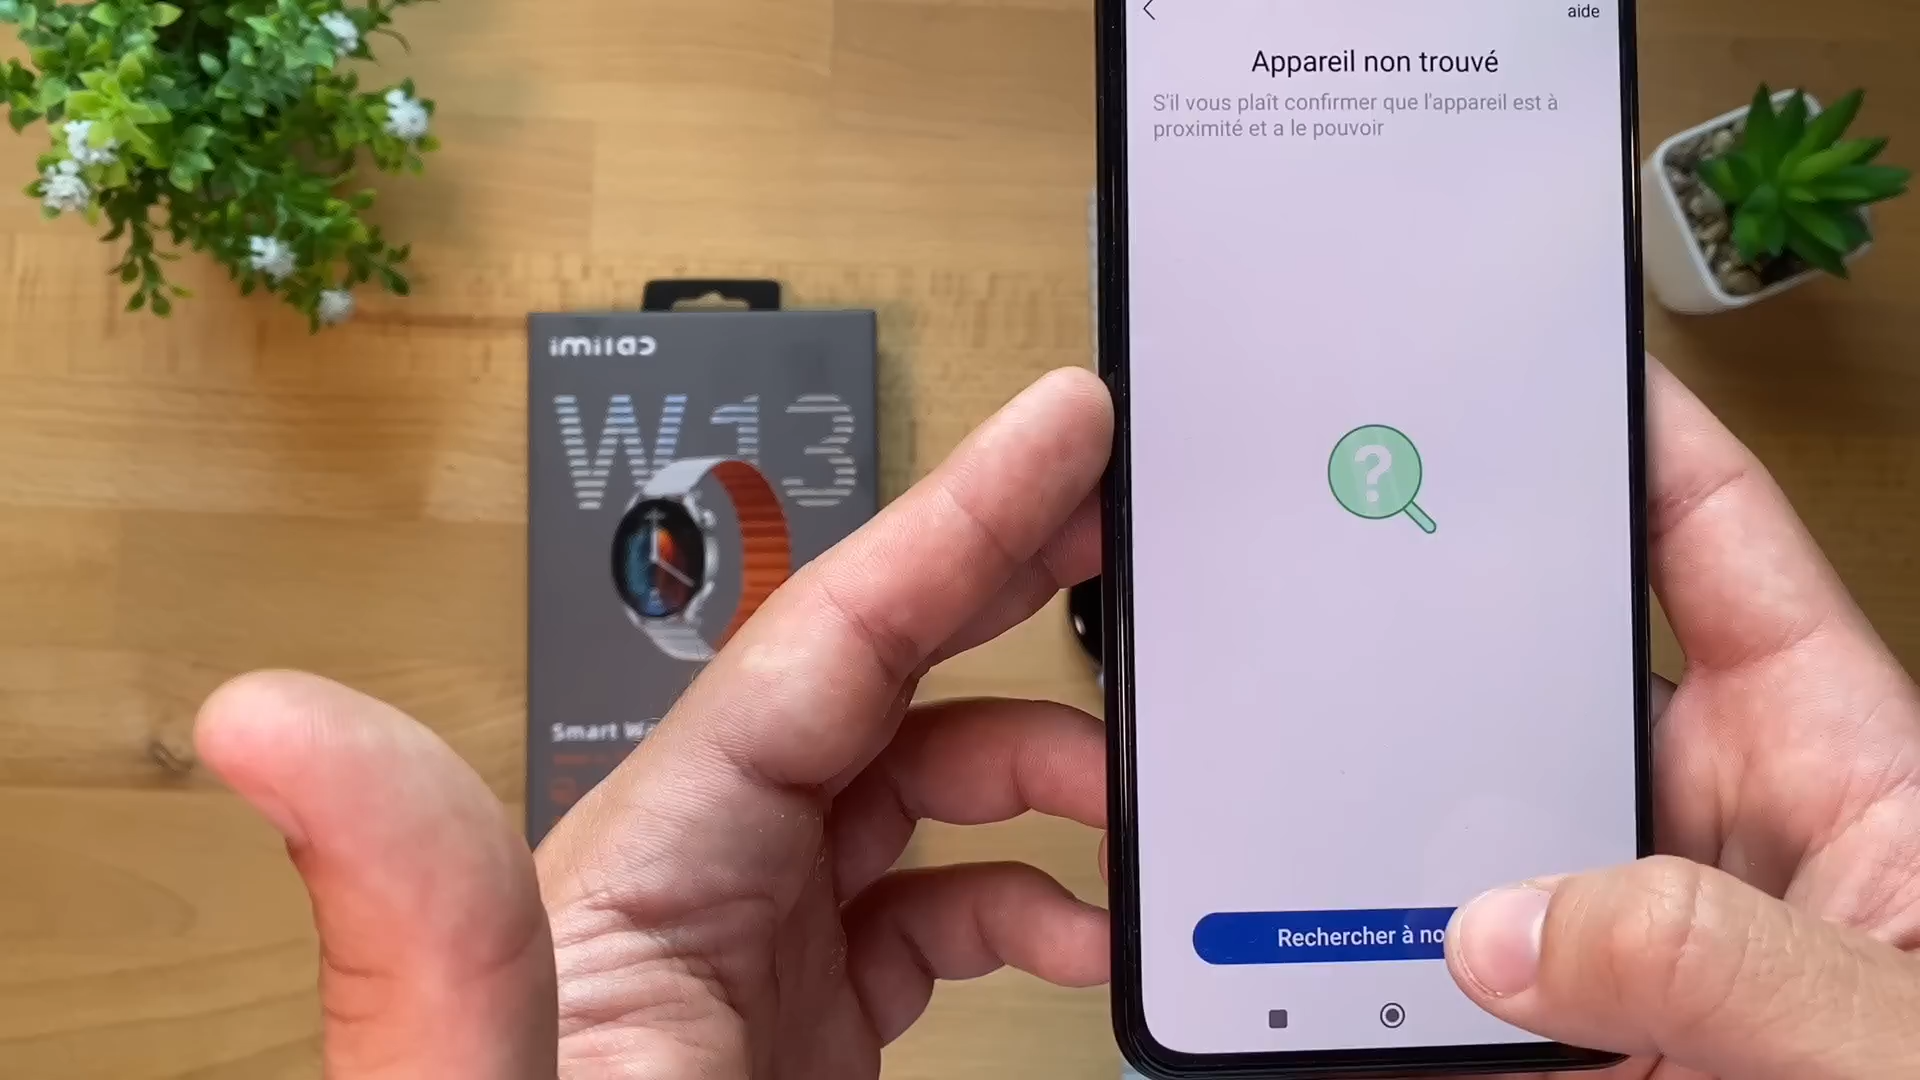 aide
Appareil non trouvé
S'il vous plaît confirmer que l'appareil est à
proximité et a le pouvoir
Rechercher à no
imilab
W13
Smart